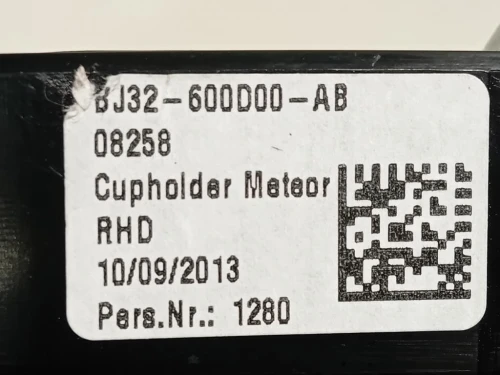 BJ32-600D00-AB
08258
Cupholder Meteor
RHD
10/09/2013
Pers.Nr.: 1280